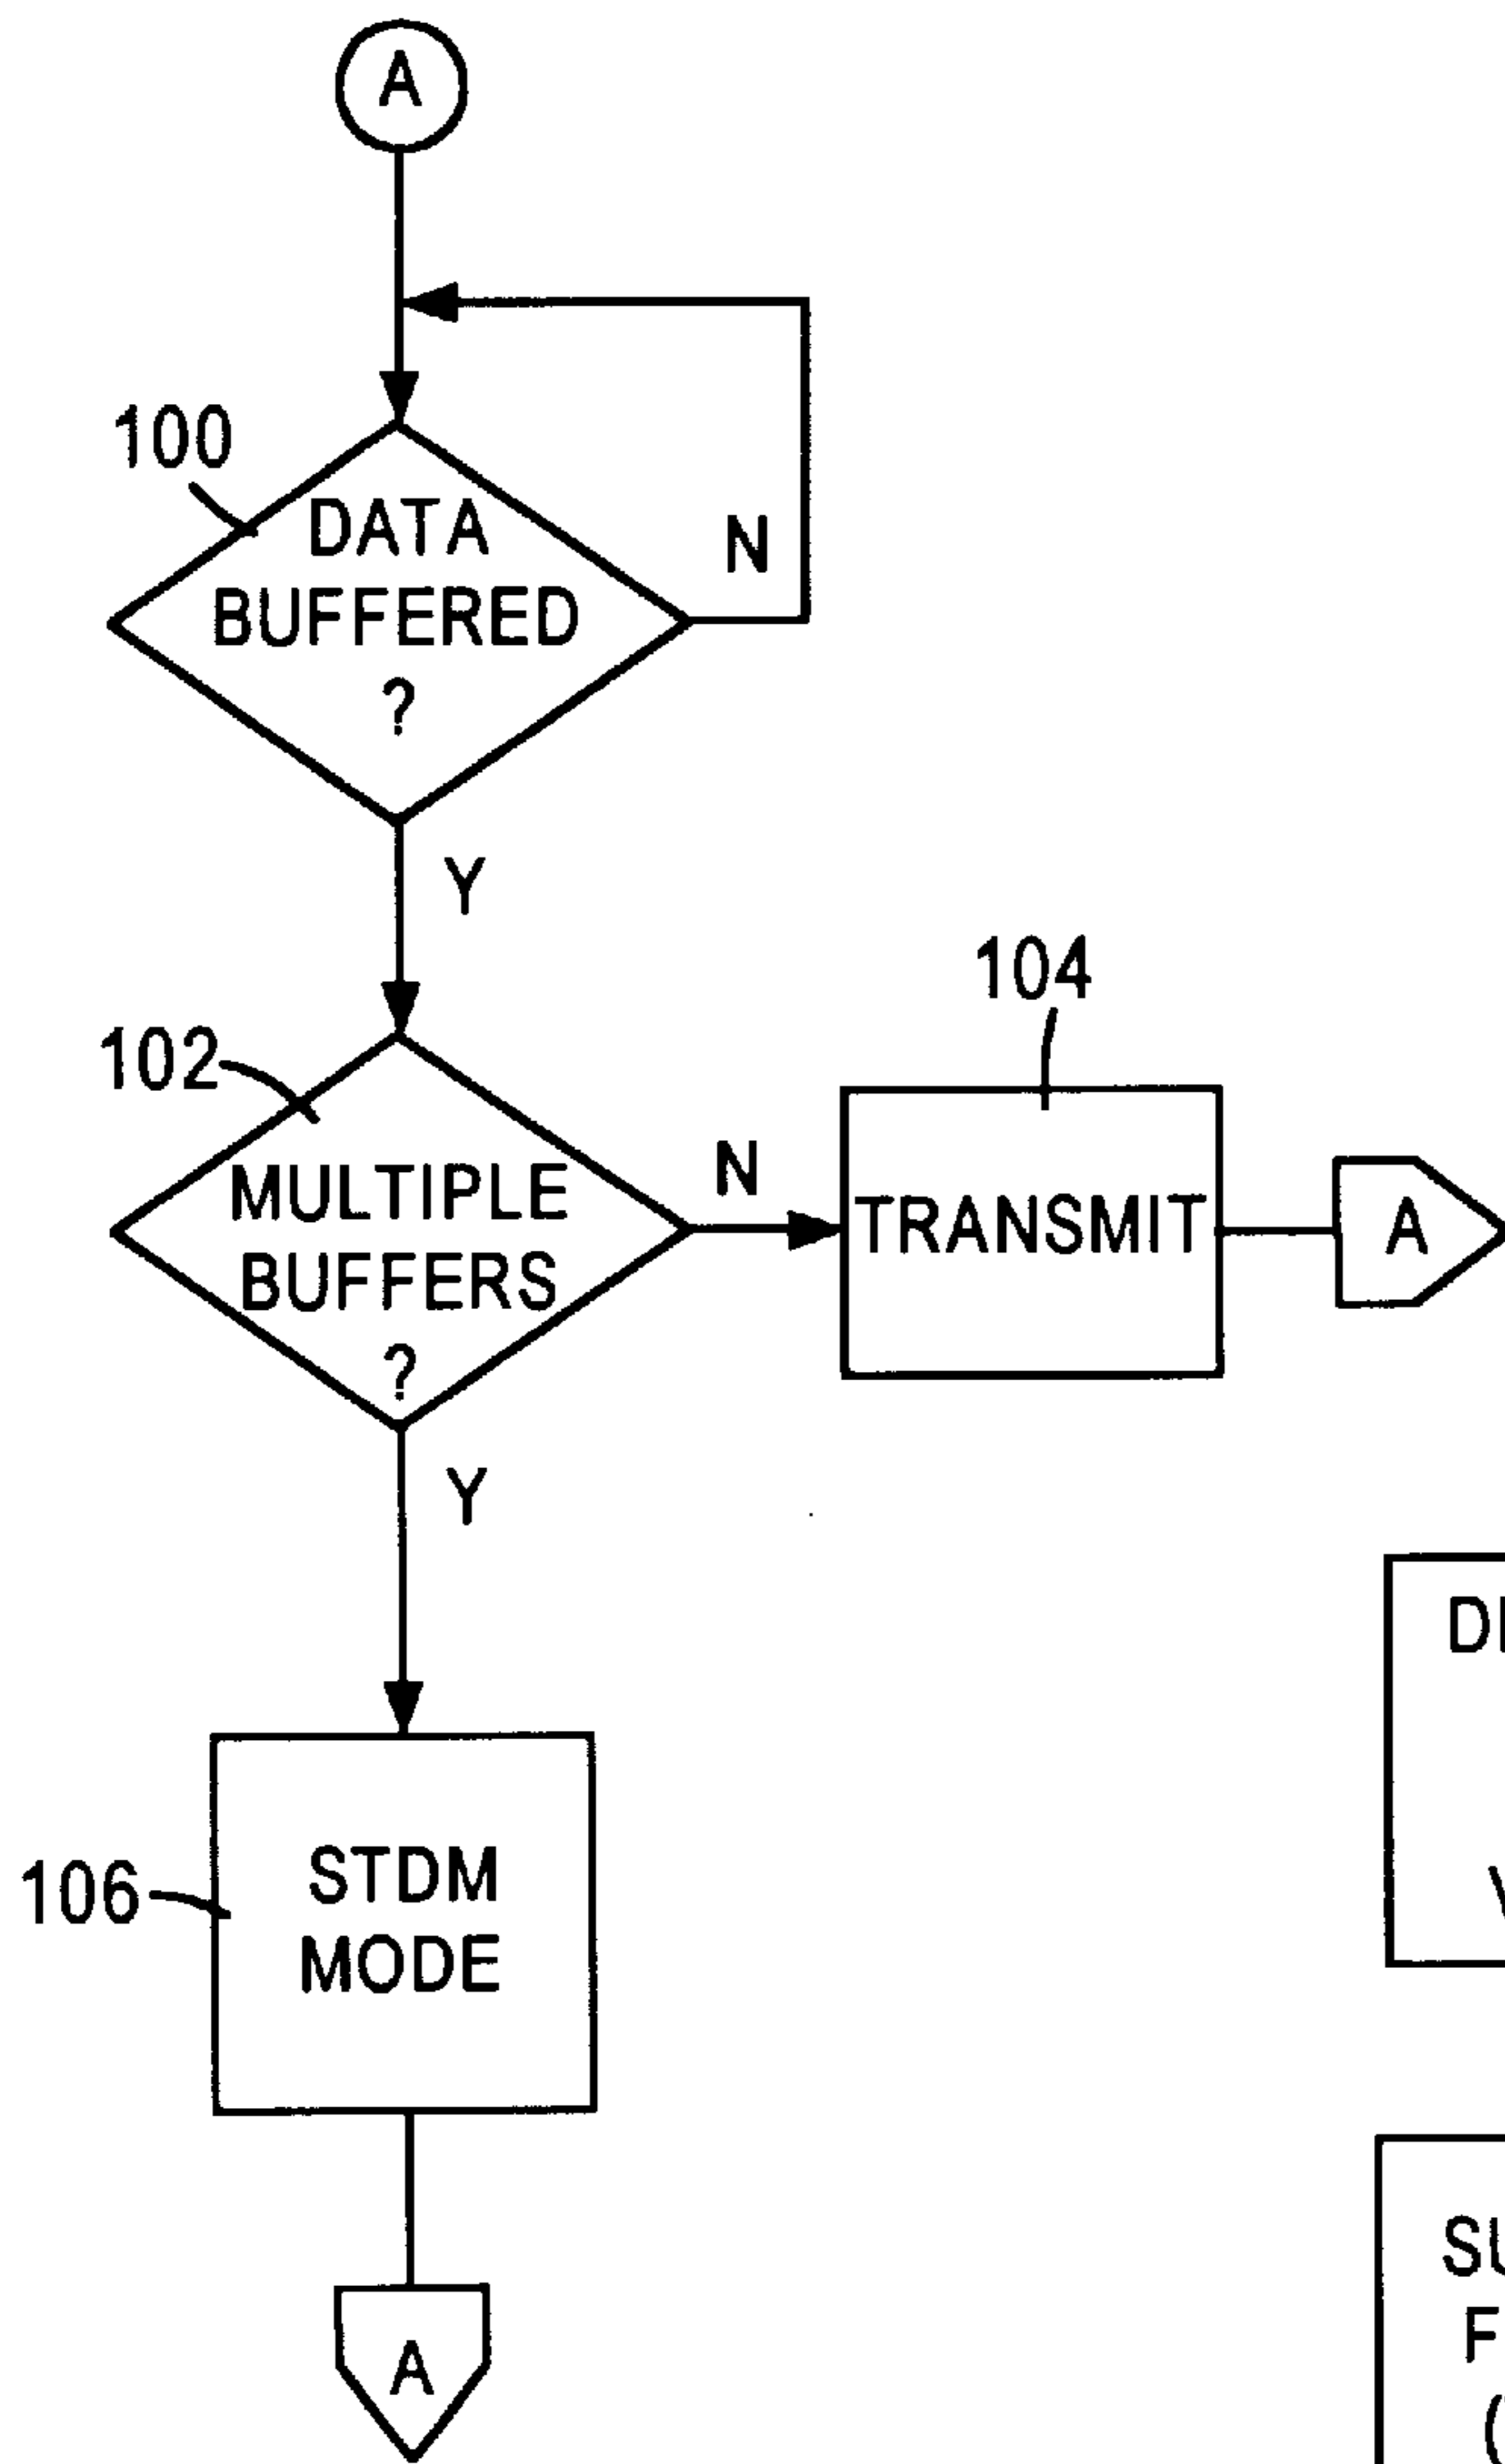 A
100
DATA
BUFFERED
?
N
Y
102
MULTIPLE
BUFFERS
?
N
104
TRANSMIT
A
Y
106
STDM
MODE
A